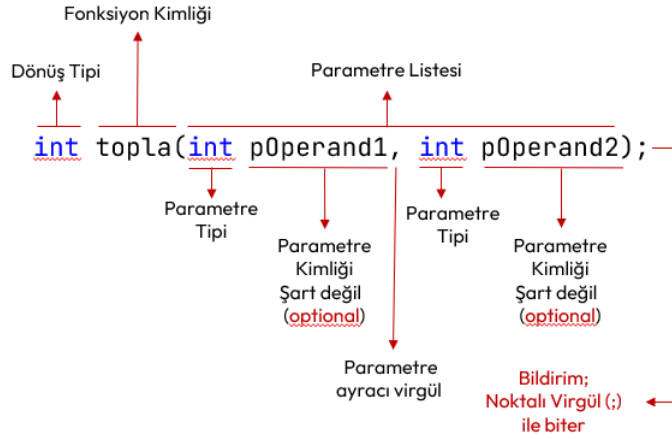 Fonksiyon Kimliği
Dönüş Tipi
Parametre Listesi
int topla(int pOperand1, int pOperand2);
Parametre
Tipi
Parametre
Kimliği
Şart değil
(optional)
Parametre
Tipi
Parametre
Kimliği
Şart değil
(optional)
Parametre
ayracı virgül
Bildirim;
Noktalı Virgül (;)
ile biter